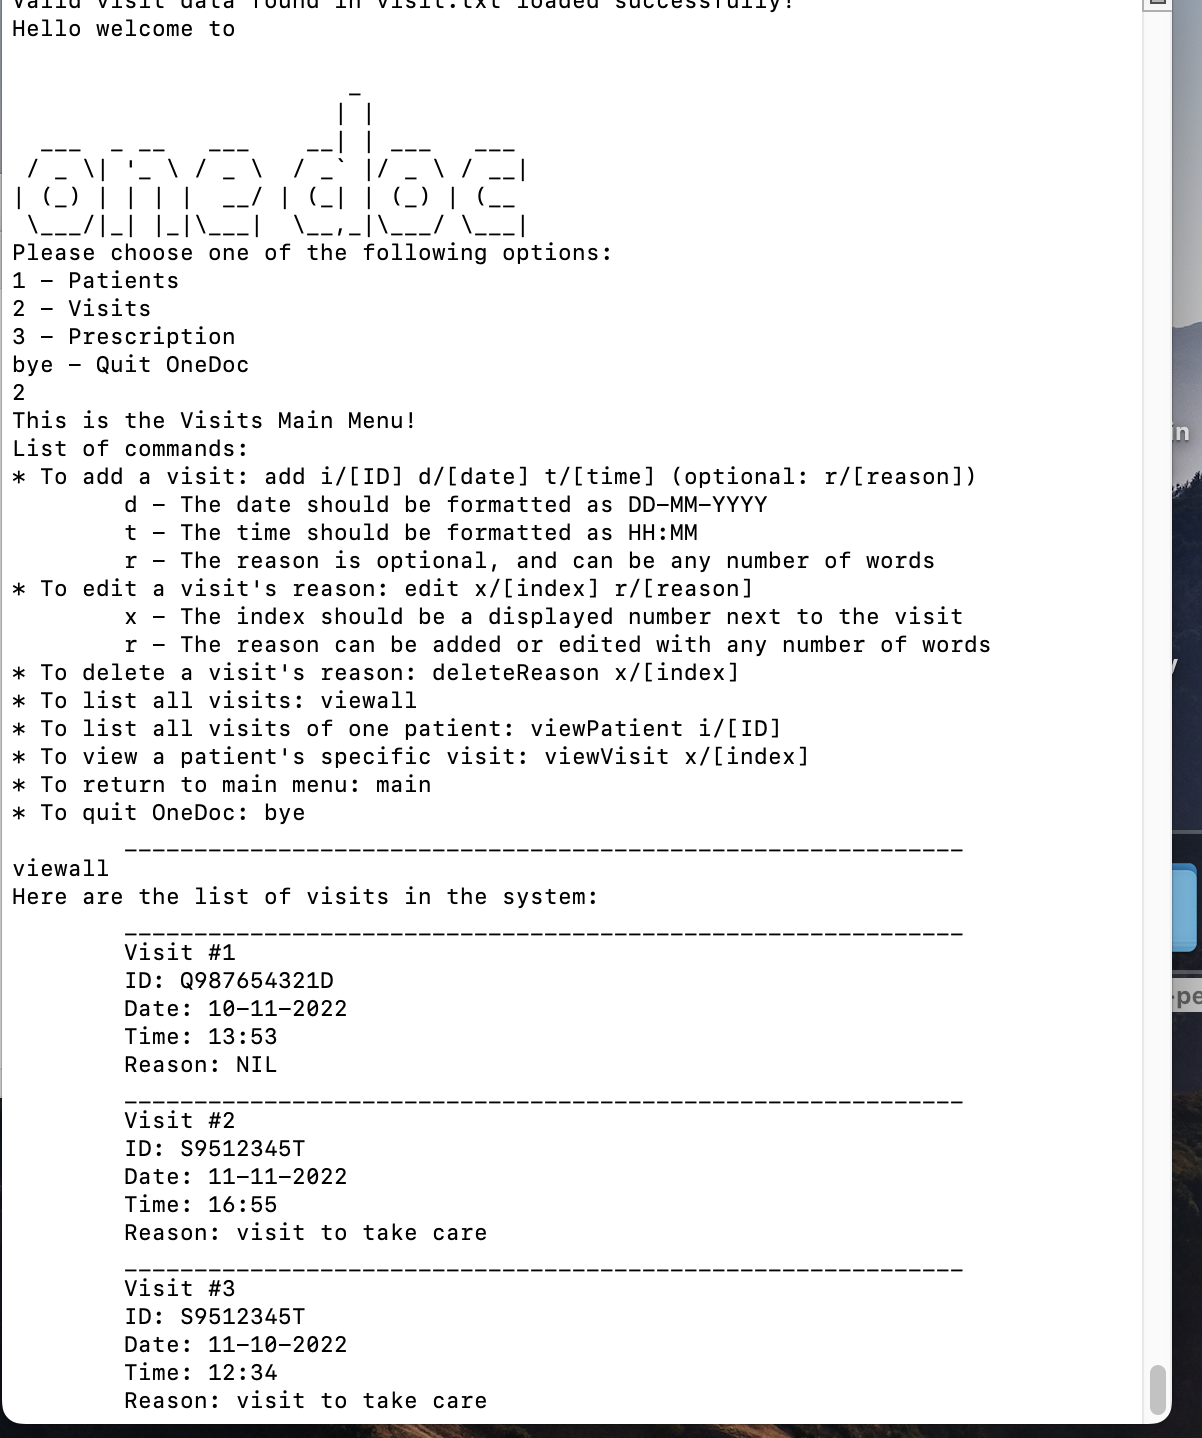 Valid visit data found in visit.txt loaded successfully!
Hello welcome to
                        _
                       | |
  ___  _ __   ___    __| | ___   ___
 / _ \| '_ \ / _ \  / _` |/ _ \ / __|
| (_) | | | |  __/ | (_| | (_) | (__
 \___/|_| |_|\___|  \__,_|\___/ \___|
Please choose one of the following options:
1 – Patients
2 – Visits
3 – Prescription
bye – Quit OneDoc
2
This is the Visits Main Menu!
List of commands:
* To add a visit: add i/[ID] d/[date] t/[time] (optional: r/[reason])
        d – The date should be formatted as DD-MM-YYYY
        t – The time should be formatted as HH:MM
        r – The reason is optional, and can be any number of words
* To edit a visit's reason: edit x/[index] r/[reason]
        x – The index should be a displayed number next to the visit
        r – The reason can be added or edited with any number of words
* To delete a visit's reason: deleteReason x/[index]
* To list all visits: viewall
* To list all visits of one patient: viewPatient i/[ID]
* To view a patient's specific visit: viewVisit x/[index]
* To return to main menu: main
* To quit OneDoc: bye
        ____________________________________________________________
viewall
Here are the list of visits in the system:
        ____________________________________________________________
        Visit #1
        ID: Q987654321D
        Date: 10-11-2022
        Time: 13:53
        Reason: NIL
        ____________________________________________________________
        Visit #2
        ID: S9512345T
        Date: 11-11-2022
        Time: 16:55
        Reason: visit to take care
        ____________________________________________________________
        Visit #3
        ID: S9512345T
        Date: 11-10-2022
        Time: 12:34
        Reason: visit to take care